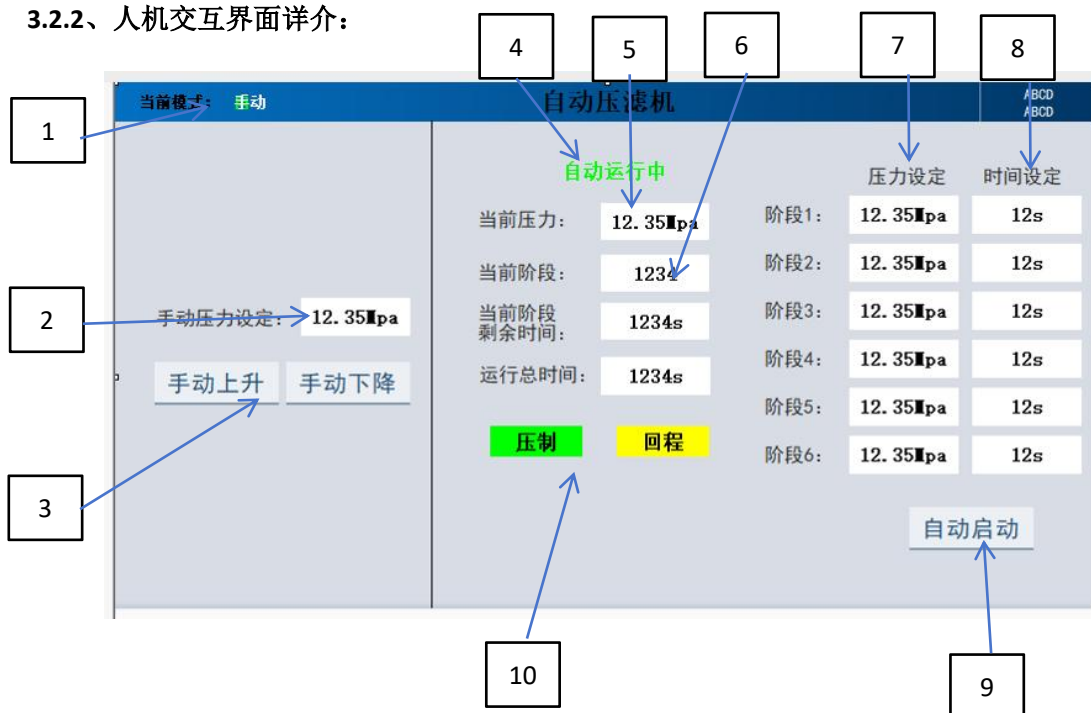 3.2.2、人机交互界面详介：
4 5 6 7 8
1
当前模式： 手动 自动压滤机 ABCD
ABCD
自动运行中 压力设定 时间设定
当前压力： 12.35Mpa 阶段1： 12.35Mpa 12s
当前阶段： 1234 阶段2： 12.35Mpa 12s
2
手动压力设定： 12.35Mpa 当前阶段
剩余时间： 1234s 阶段3： 12.35Mpa 12s
手动上升 手动下降 运行总时间： 1234s 阶段4： 12.35Mpa 12s
阶段5： 12.35Mpa 12s
压制 回程 阶段6： 12.35Mpa 12s
3
自动启动
10 9